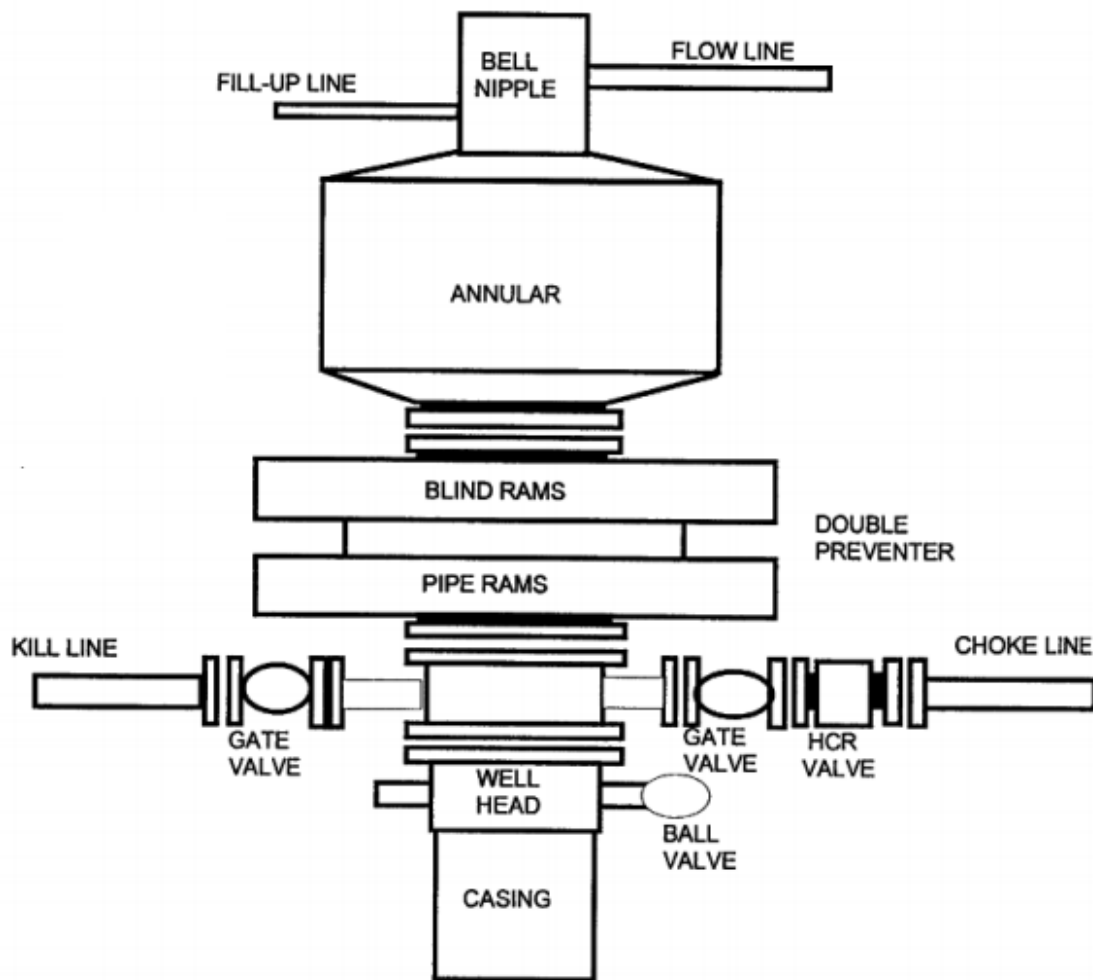 BELL
NIPPLE
FLOW LINE
FILL-UP LINE
ANNULAR
BLIND RAMS
DOUBLE
PREVENTER
PIPE RAMS
KILL LINE
CHOKE LINE
GATE
VALVE
GATE
VALVE
HCR
VALVE
WELL
HEAD
BALL
VALVE
CASING